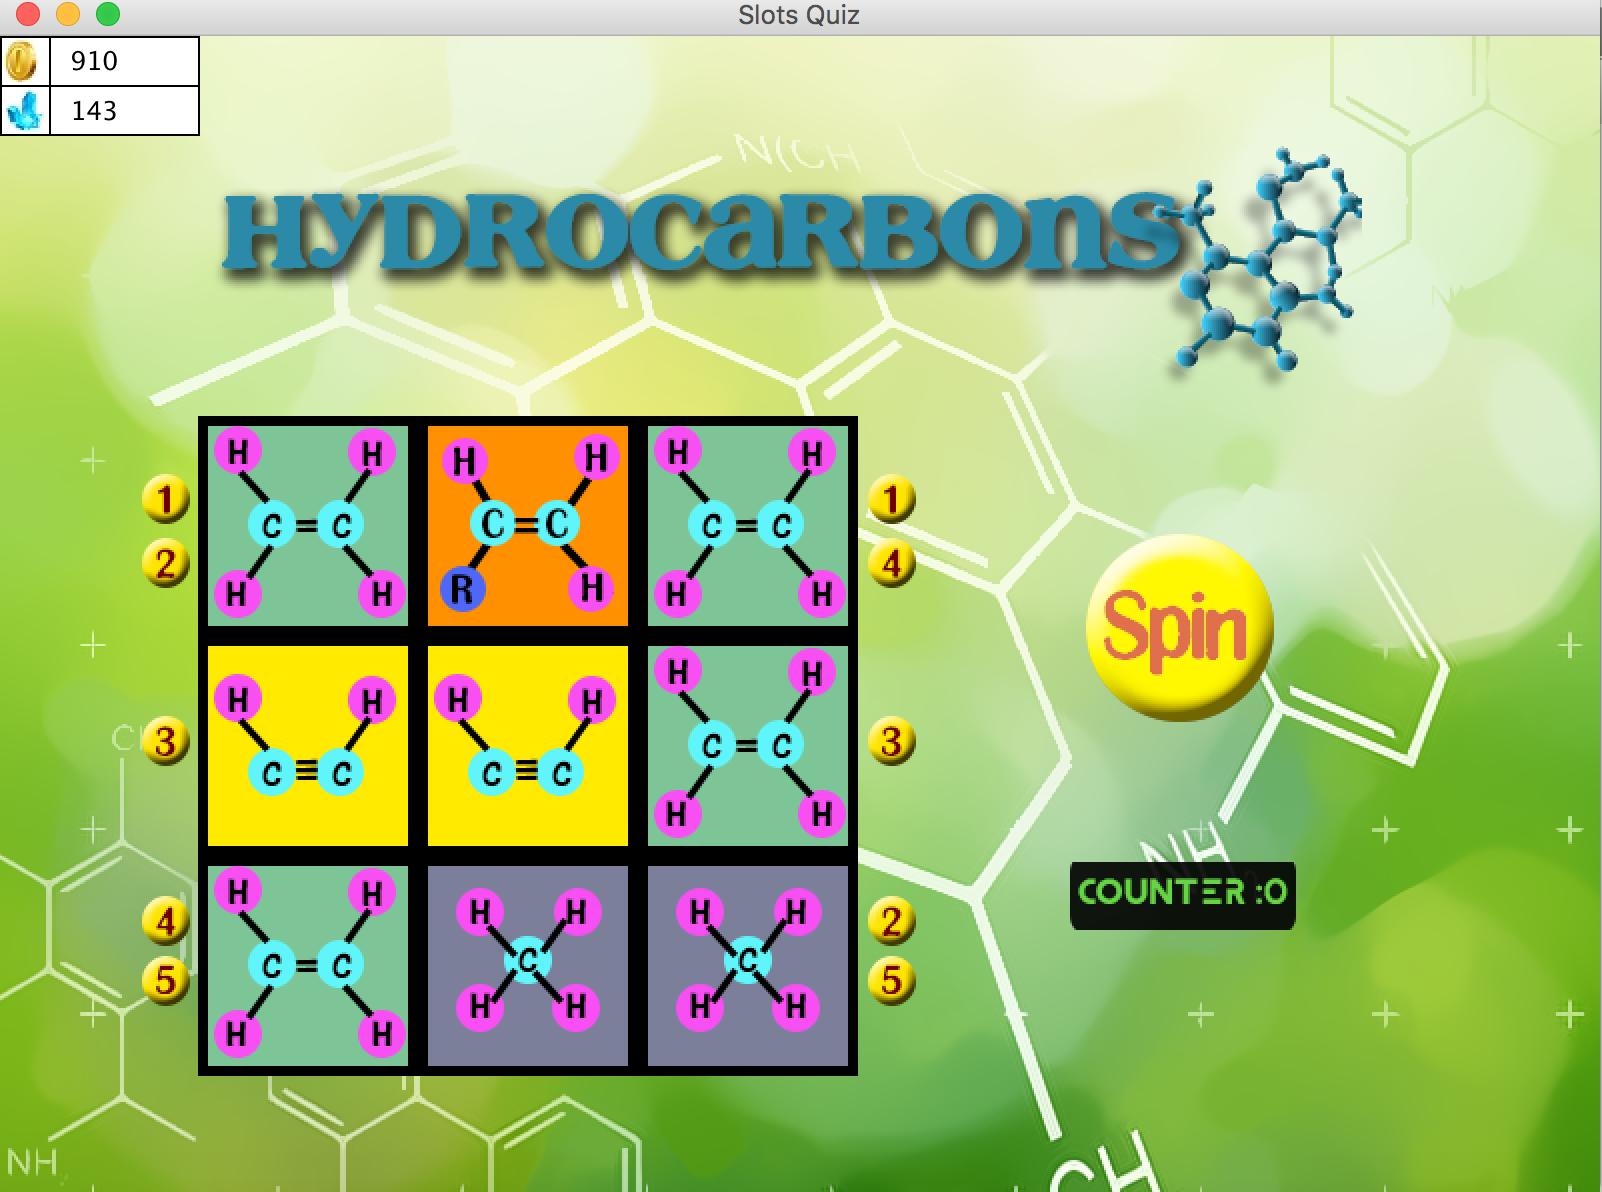 Slots Quiz
910
143
N(CH
HYDROCARBONS
H H H H H H
C=C C=C C=C
H H R H H H
1 1
2 4
H H H H H H
C≡C C≡C C=C
H H
3 3
Spin
NH
COUNTER :0
H H H H H H
C=C C C
H H H H H H
4 2
5 5
NH
CH